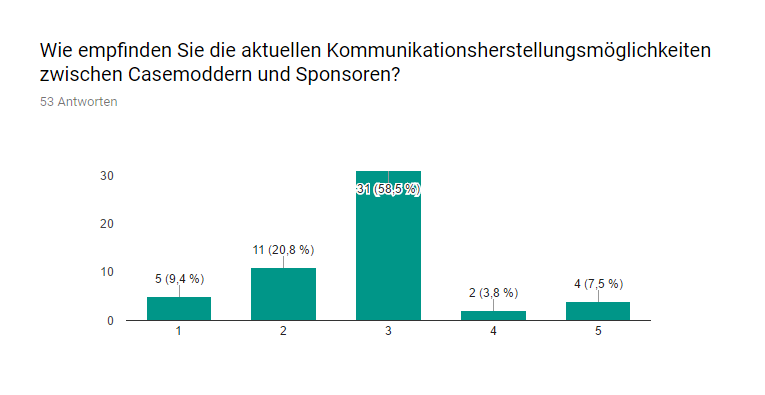 Wie empfinden Sie die aktuellen Kommunikationsherstellungsmöglichkeiten
zwischen Casemoddern und Sponsoren?
53 Antworten
30
20
10
0
5 (9,4 %)
11 (20,8 %)
31 (58,5 %)
2 (3,8 %)
4 (7,5 %)
1 2 3 4 5